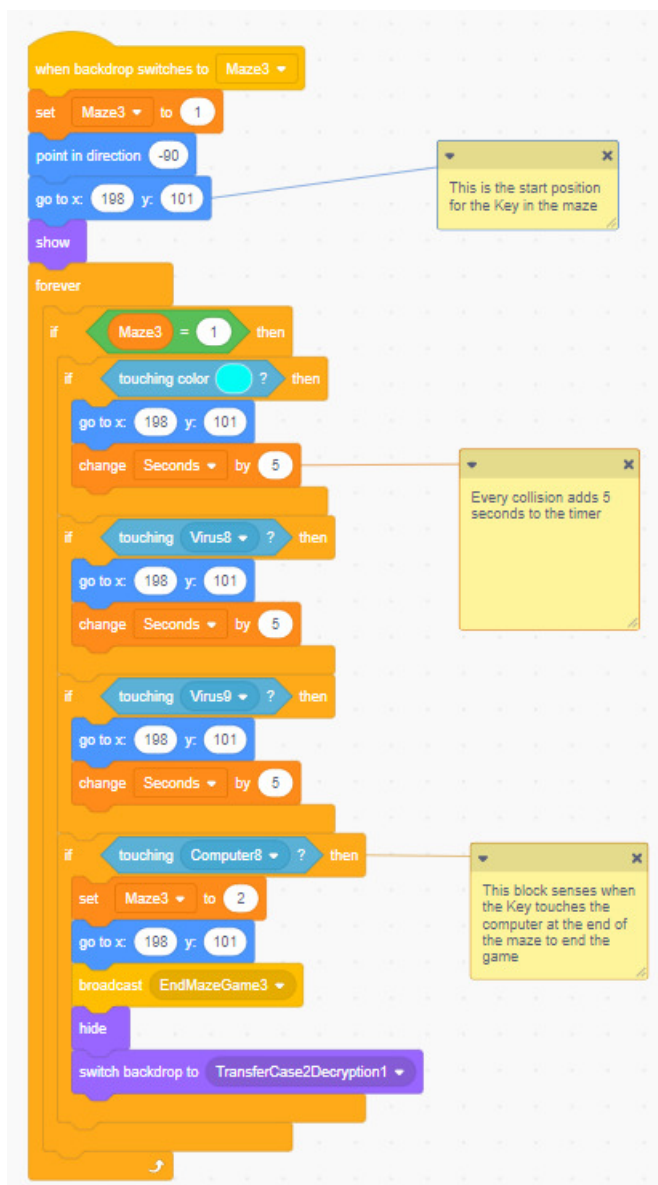 when backdrop switches to Maze3
set Maze3 to 1
point in direction -90
go to x: 198 y: 101
This is the start position
for the Key in the maze
show
forever
if Maze3 = 1 then
if touching color ? then
go to x: 198 y: 101
change Seconds by 5
Every collision adds 5
seconds to the timer
if touching Virus8 ? then
go to x: 198 y: 101
change Seconds by 5
if touching Virus9 ? then
go to x: 198 y: 101
change Seconds by 5
if touching Computer8 ? then
This block senses when
the Key touches the
computer at the end of
the maze to end the
game
set Maze3 to 2
go to x: 198 y: 101
broadcast EndMazeGame3
hide
switch backdrop to TransferCase2Decryption1